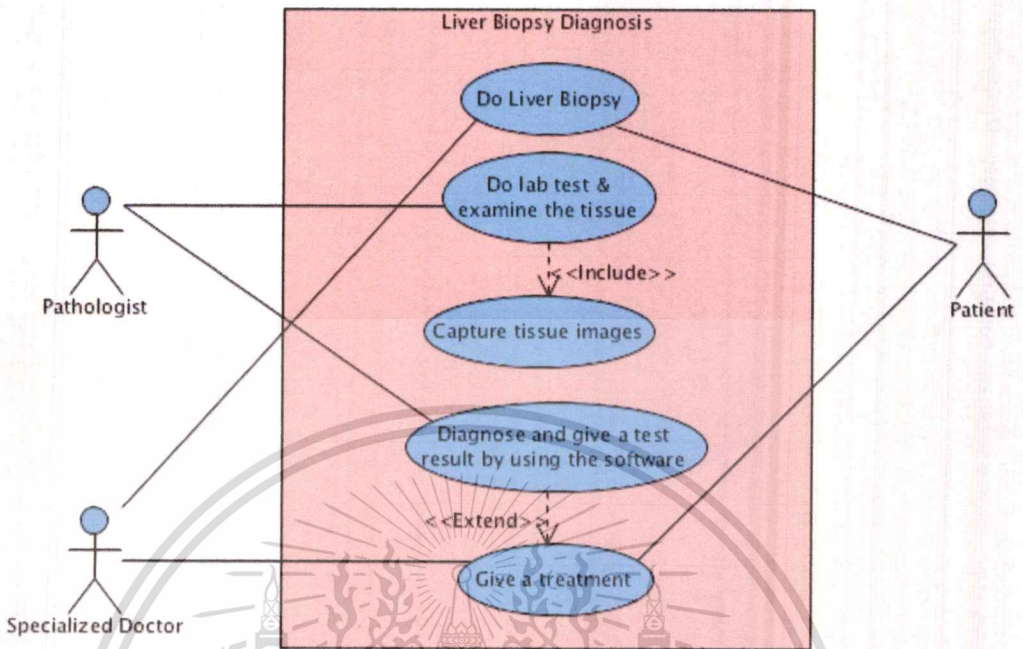 Liver Biopsy Diagnosis
Do Liver Biopsy
Do lab test &
examine the tissue
<<Include>>
Capture tissue images
Diagnose and give a test
result by using the software
<<Extend>>
Give a treatment
Pathologist
Specialized Doctor
Patient